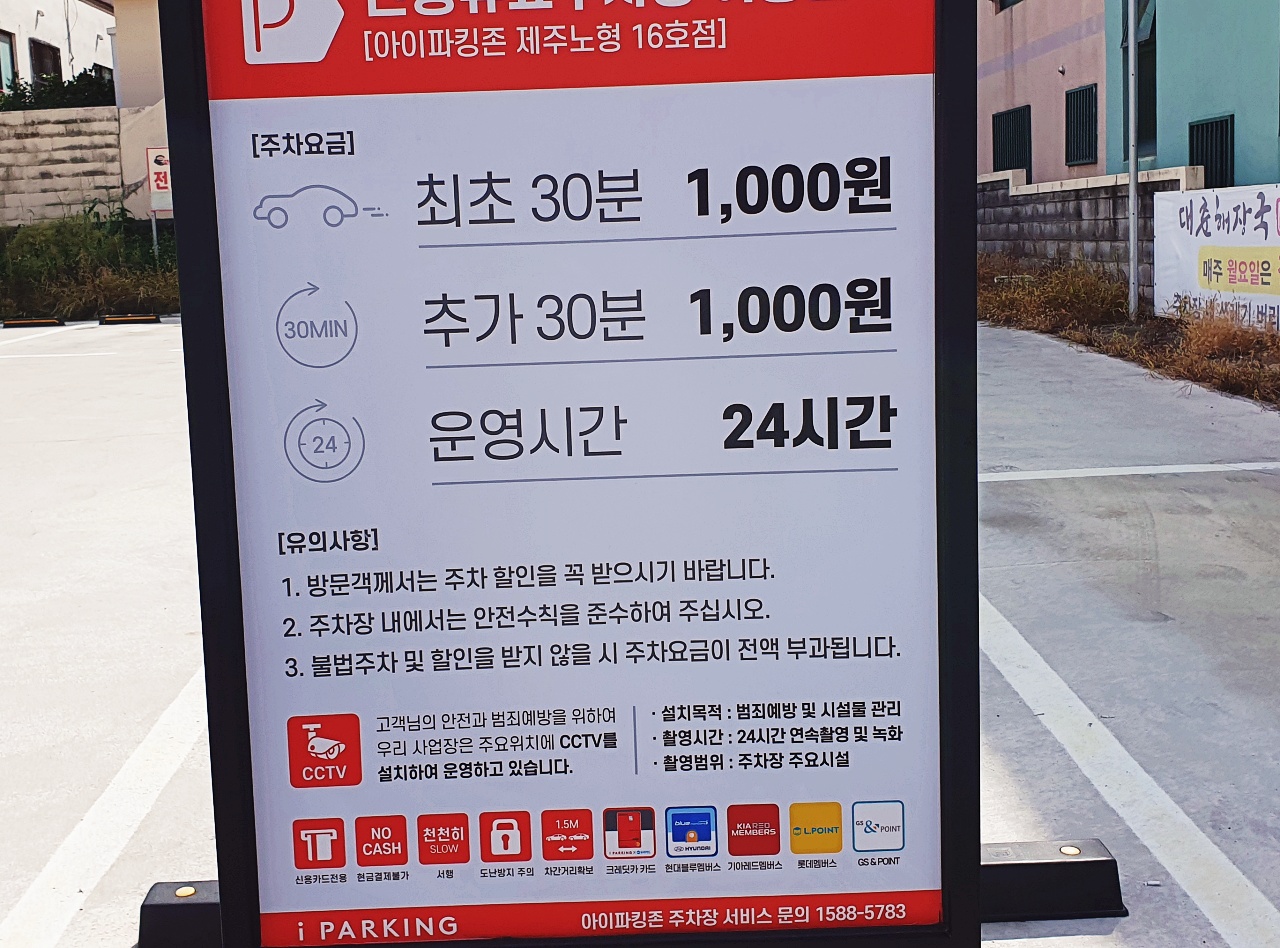 [아이파킹존 제주노형 16호점]
[주차요금]
최초 30분 1,000원
30MIN
추가 30분 1,000원
24
운영시간 24시간
[유의사항]
1. 방문객께서는 주차 할인을 꼭 받으시기 바랍니다.
2. 주차장 내에서는 안전수칙을 준수하여 주십시오.
3. 불법주차 및 할인을 받지 않을 시 주차요금이 전액 부과됩니다.
CCTV
고객님의 안전과 범죄예방을 위하여
우리 사업장은 주요위치에 CCTV를
설치하여 운영하고 있습니다.
· 설치목적 : 범죄예방 및 시설물 관리
· 촬영시간 : 24시간 연속촬영 및 녹화
· 촬영범위 : 주차장 주요시설
신용카드전용
NO
CASH
현금결제불가
천천히
SLOW
서행
도난방지 주의
1.5M
차간거리확보
크레딧카 카드
blue
HYUNDAI
현대블루멤버스
KIA RED
MEMBERS
기아레드멤버스
L.POINT
롯데멤버스
GS & POINT
GS & POINT
i PARKING
아이파킹존 주차장 서비스 문의 1588-5783
전
대춘해장국
매주 월요일은